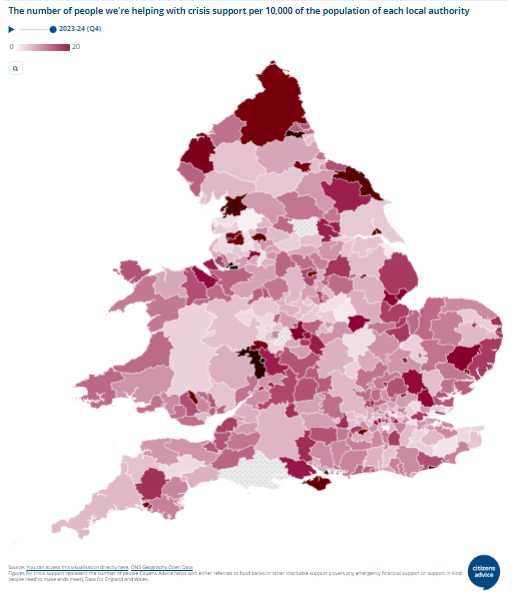 The number of people we're helping with crisis support per 10,000 of the population of each local authority
2023-24 (Q4)
0 20
Source: You can access this visualisation directly here. ONS Geography Open Data
Figures for crisis support represent the number of people Citizens Advice helps with either referrals to food banks or other charitable support (covers any emergency financial support or support in kind
people need to make ends meet). Data for England and Wales.
citizens
advice